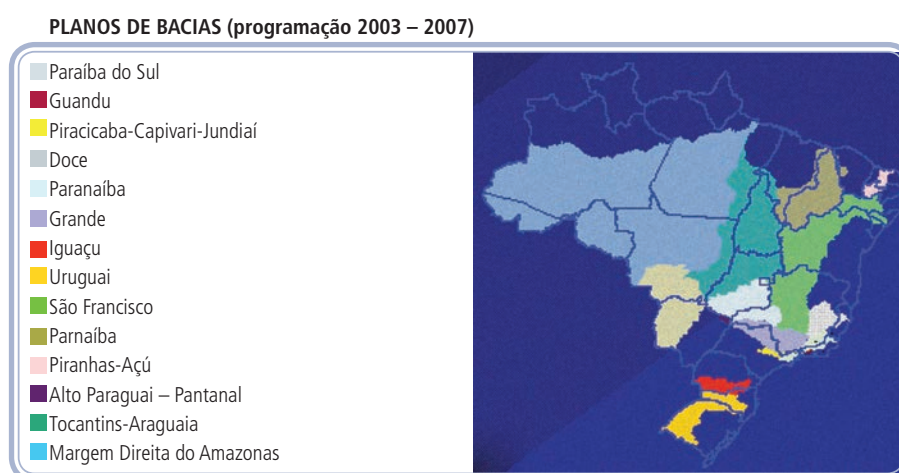 PLANOS DE BACIAS (programação 2003 – 2007)
Paraíba do Sul
Guandu
Piracicaba-Capivari-Jundiaí
Doce
Paranaíba
Grande
Iguaçu
Uruguai
São Francisco
Parnaíba
Piranhas-Açú
Alto Paraguai – Pantanal
Tocantins-Araguaia
Margem Direita do Amazonas